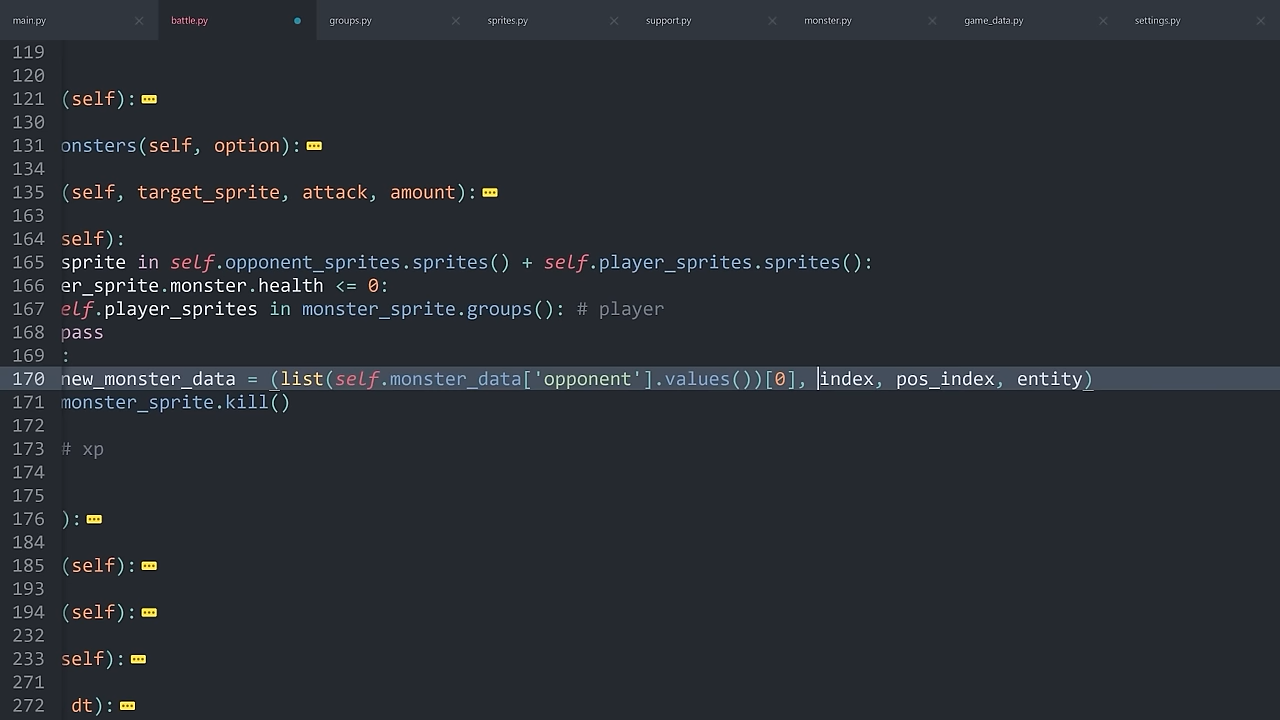 main.py battle.py groups.py sprites.py support.py monster.py game_data.py settings.py
119
120
121 (self):
130
131 onsters(self, option):
134
135 (self, target_sprite, attack, amount):
163
164 self):
165 sprite in self.opponent_sprites.sprites() + self.player_sprites.sprites():
166 er_sprite.monster.health <= 0:
167 elf.player_sprites in monster_sprite.groups(): # player
168 pass
169 :
170 new_monster_data = (list(self.monster_data['opponent'].values())[0], index, pos_index, entity)
171 monster_sprite.kill()
172
173 # xp
174
175
176 ):
184
185 (self):
193
194 (self):
232
233 self):
271
272 dt):